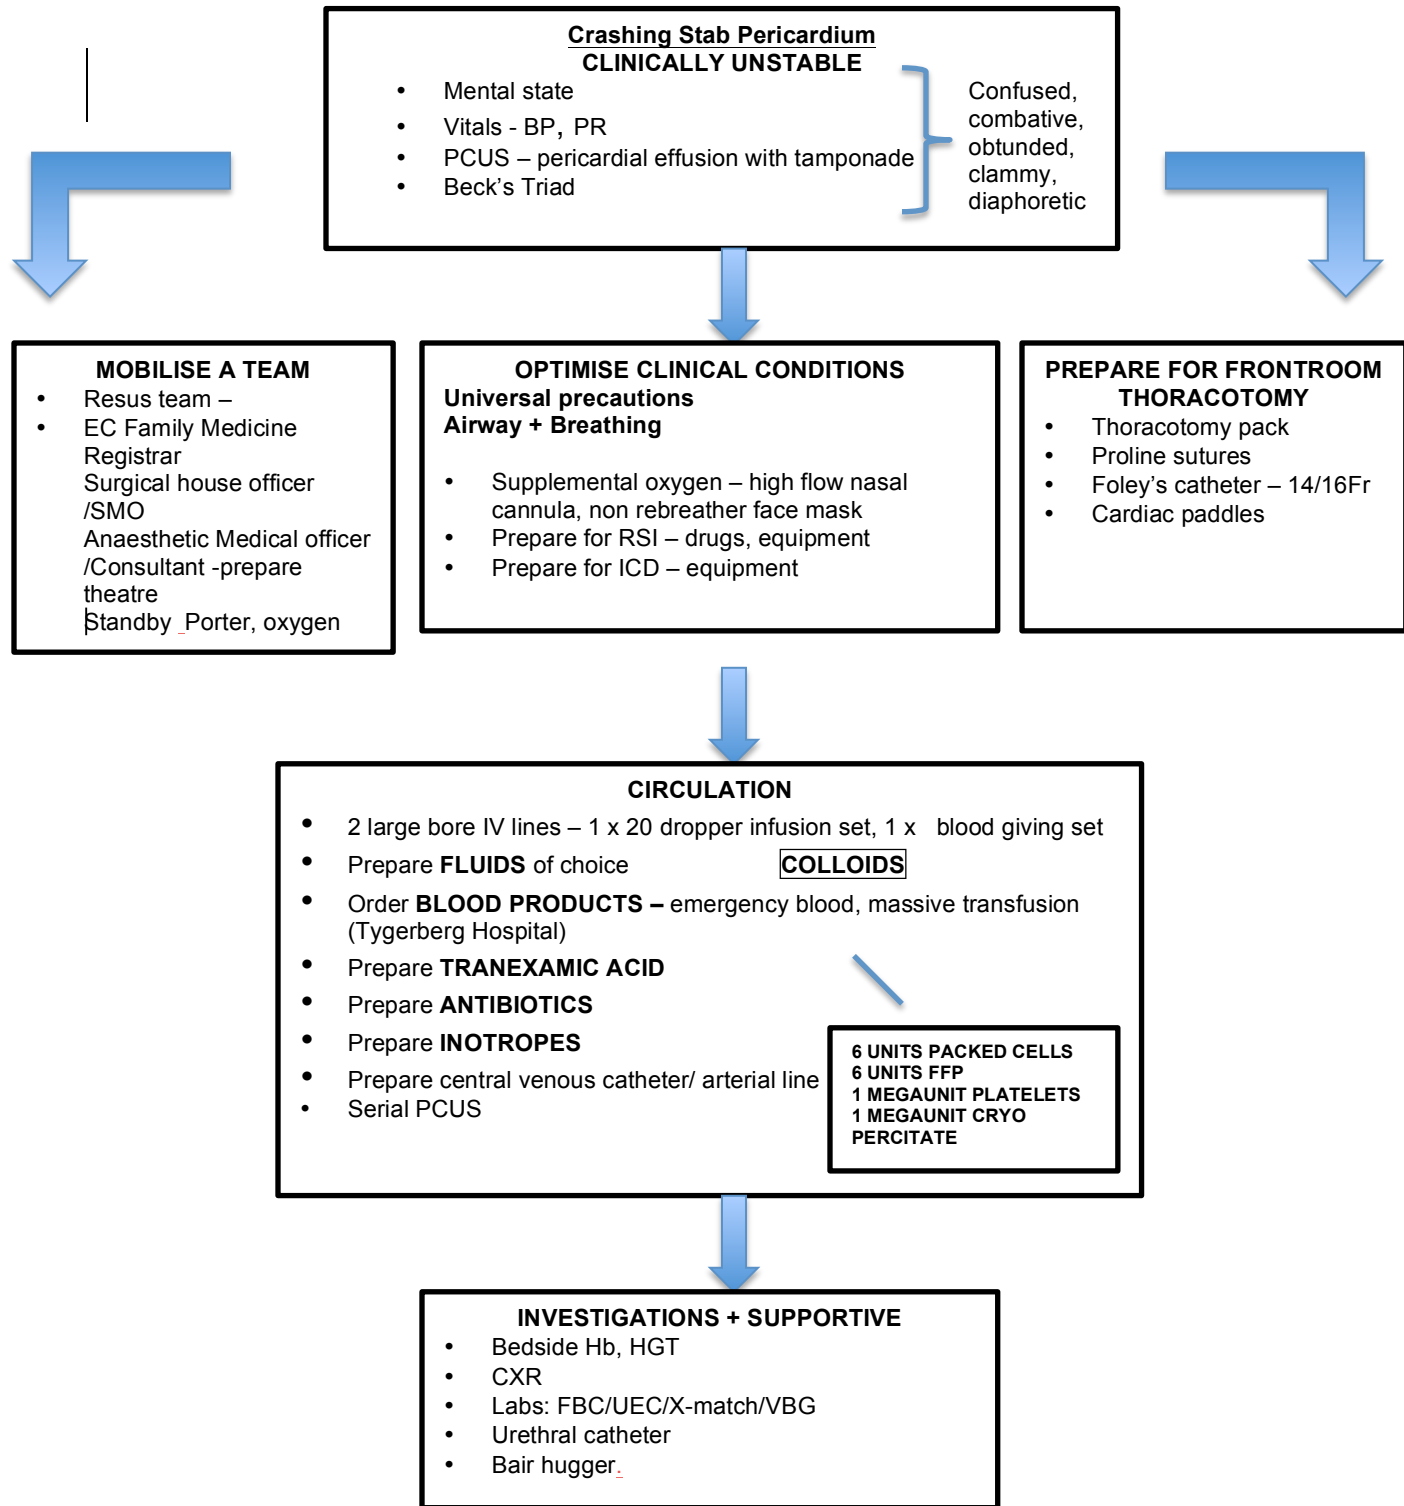 Crashing Stab Pericardium
CLINICALLY UNSTABLE
• Mental state
• Vitals - BP, PR
• PCUS – pericardial effusion with tamponade
• Beck's Triad
Confused,
combative,
obtunded,
clammy,
diaphoretic
MOBILISE A TEAM
• Resus team –
• EC Family Medicine
Registrar
Surgical house officer
/SMO
Anaesthetic Medical officer
/Consultant -prepare
theatre
Standby Porter, oxygen
OPTIMISE CLINICAL CONDITIONS
Universal precautions
Airway + Breathing
• Supplemental oxygen – high flow nasal
cannula, non rebreather face mask
• Prepare for RSI – drugs, equipment
• Prepare for ICD – equipment
PREPARE FOR FRONTROOM
THORACOTOMY
• Thoracotomy pack
• Proline sutures
• Foley's catheter – 14/16Fr
• Cardiac paddles
CIRCULATION
• 2 large bore IV lines – 1 x 20 dropper infusion set, 1 x blood giving set
• Prepare FLUIDS of choice COLLOIDS
• Order BLOOD PRODUCTS – emergency blood, massive transfusion
(Tygerberg Hospital)
• Prepare TRANEXAMIC ACID
• Prepare ANTIBIOTICS
• Prepare INOTROPES
• Prepare central venous catheter/ arterial line
• Serial PCUS
6 UNITS PACKED CELLS
6 UNITS FFP
1 MEGAUNIT PLATELETS
1 MEGAUNIT CRYO
PERCITATE
INVESTIGATIONS + SUPPORTIVE
• Bedside Hb, HGT
• CXR
• Labs: FBC/UEC/X-match/VBG
• Urethral catheter
• Bair hugger.